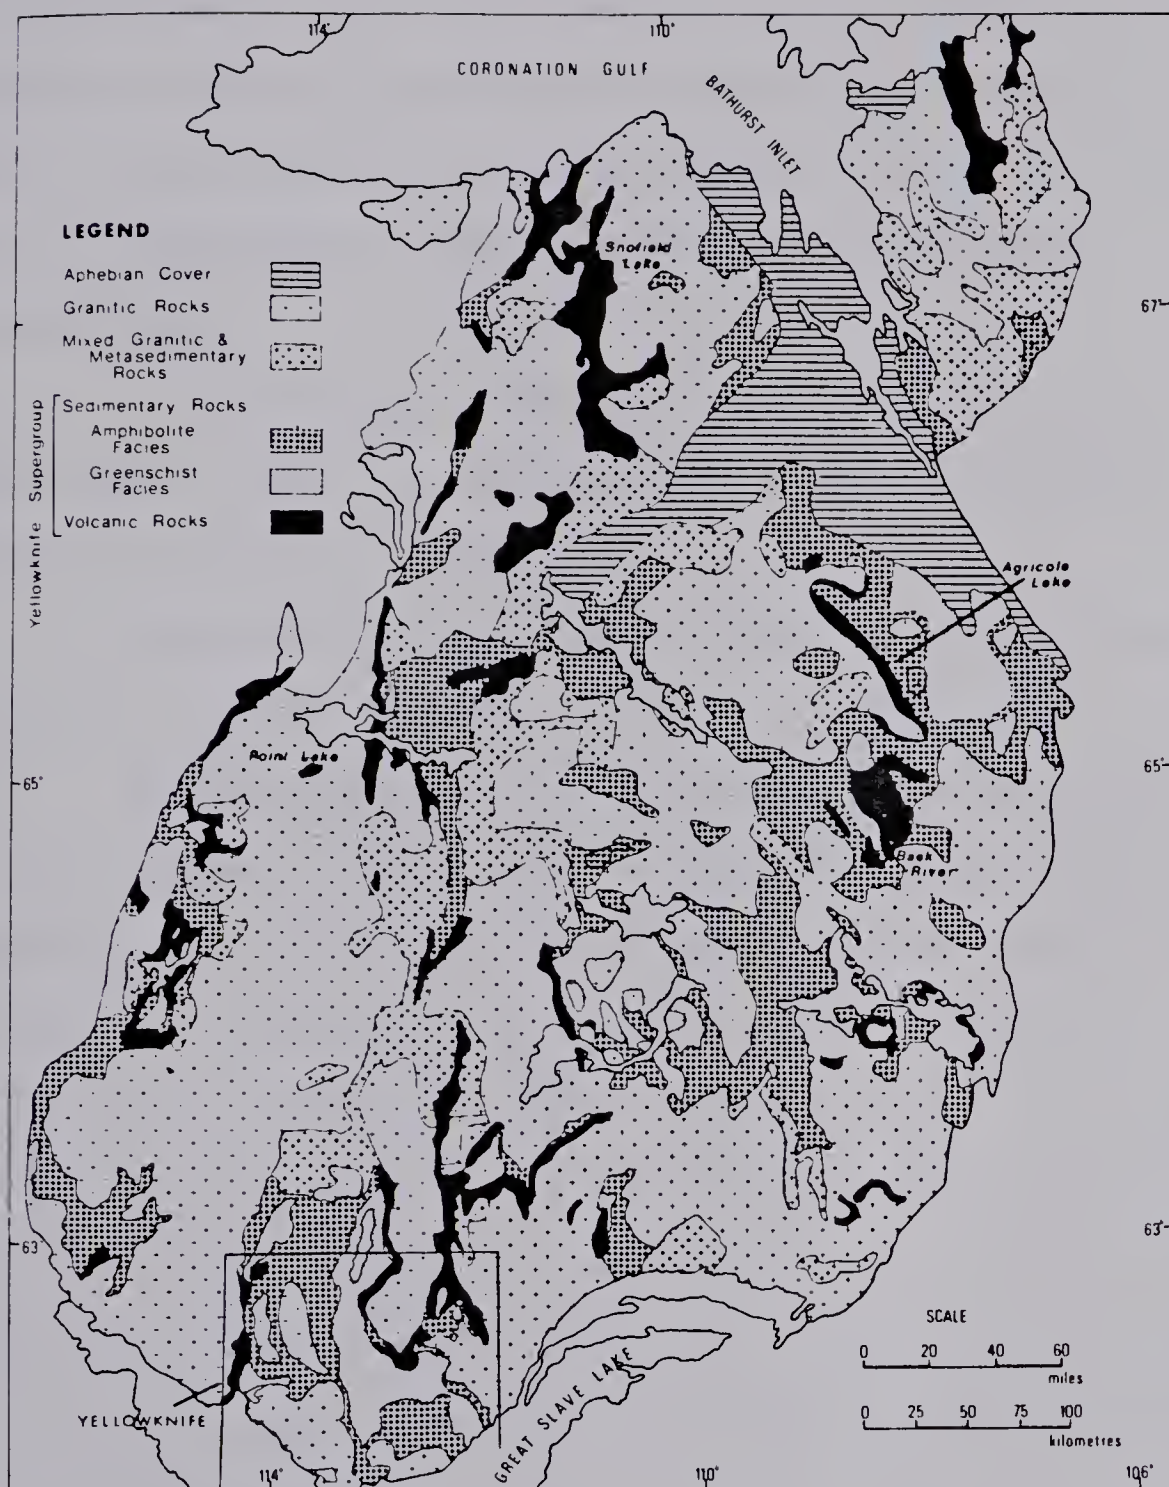 114°
110°
CORONATION GULF
BATHURST INLET
LEGEND
Aphebian Cover
Granitic Rocks
Mixed Granitic &
Metasedimentary
Rocks
Yellowknife Supergroup
Sedimentary Rocks
Amphibolite
Facies
Greenschist
Facies
Volcanic Rocks
Snofield
Lake
67°
Agricola
Lake
Point Lake
65°
65°
Back
River
63°
63°
SCALE
0 20 40 60
miles
0 25 50 75 100
kilometres
YELLOWKNIFE
GREAT SLAVE LAKE
114°
110°
106°